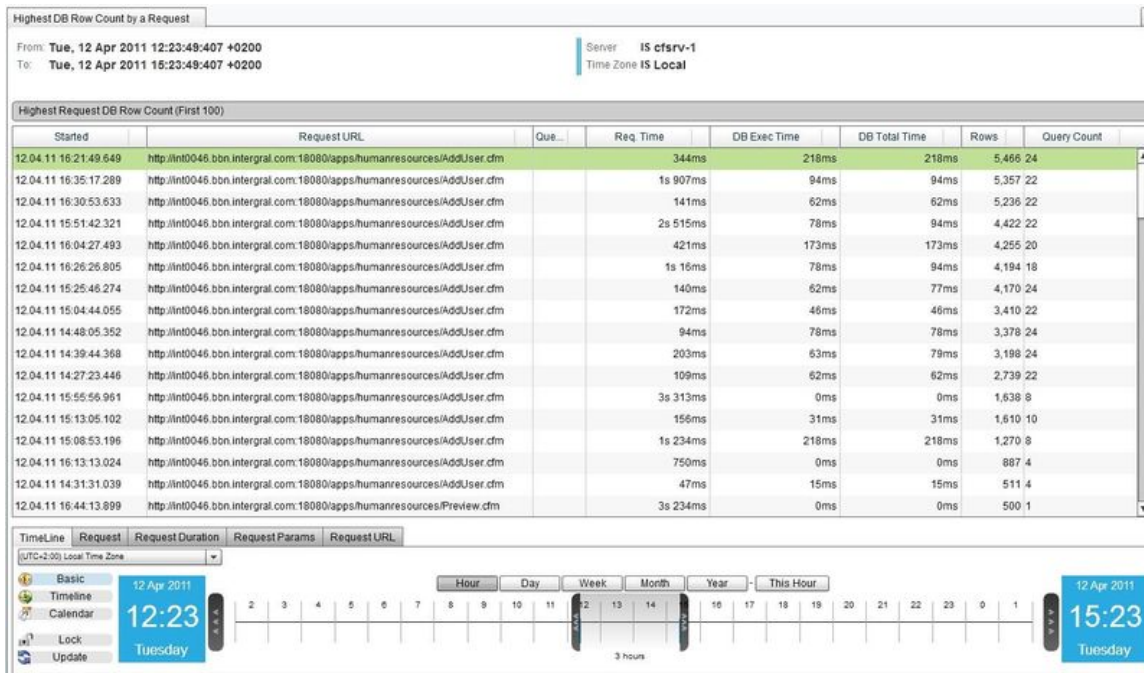 Highest DB Row Count by a Request
From: Tue, 12 Apr 2011 12:23:49:407 +0200 Server IS cfsrv-1
To: Tue, 12 Apr 2011 15:23:49:407 +0200 Time Zone IS Local
Highest Request DB Row Count (First 100)
Started Request URL Que... Req. Time DB Exec Time DB Total Time Rows Query Count
12.04.11 16:21:49.649 http://int0046.bbn.intergral.com:18080/apps/humanresources/AddUser.cfm 344ms 218ms 218ms 5,466 24
12.04.11 16:35:17.289 http://int0046.bbn.intergral.com:18080/apps/humanresources/AddUser.cfm 1s 907ms 94ms 94ms 5,357 22
12.04.11 16:30:53.633 http://int0046.bbn.intergral.com:18080/apps/humanresources/AddUser.cfm 141ms 62ms 62ms 5,236 22
12.04.11 15:51:42.321 http://int0046.bbn.intergral.com:18080/apps/humanresources/AddUser.cfm 2s 515ms 78ms 94ms 4,422 22
12.04.11 16:04:27.493 http://int0046.bbn.intergral.com:18080/apps/humanresources/AddUser.cfm 421ms 173ms 173ms 4,255 20
12.04.11 16:26:26.805 http://int0046.bbn.intergral.com:18080/apps/humanresources/AddUser.cfm 1s 16ms 78ms 94ms 4,194 18
12.04.11 15:25:46.274 http://int0046.bbn.intergral.com:18080/apps/humanresources/AddUser.cfm 140ms 62ms 77ms 4,170 24
12.04.11 15:04:44.055 http://int0046.bbn.intergral.com:18080/apps/humanresources/AddUser.cfm 172ms 46ms 46ms 3,410 22
12.04.11 14:48:05.352 http://int0046.bbn.intergral.com:18080/apps/humanresources/AddUser.cfm 94ms 78ms 78ms 3,378 24
12.04.11 14:39:44.368 http://int0046.bbn.intergral.com:18080/apps/humanresources/AddUser.cfm 203ms 63ms 79ms 3,198 24
12.04.11 14:27:23.446 http://int0046.bbn.intergral.com:18080/apps/humanresources/AddUser.cfm 109ms 62ms 62ms 2,739 22
12.04.11 15:55:56.961 http://int0046.bbn.intergral.com:18080/apps/humanresources/AddUser.cfm 3s 313ms 0ms 0ms 1,638 8
12.04.11 15:13:05.102 http://int0046.bbn.intergral.com:18080/apps/humanresources/AddUser.cfm 156ms 31ms 31ms 1,610 10
12.04.11 15:08:53.196 http://int0046.bbn.intergral.com:18080/apps/humanresources/AddUser.cfm 1s 234ms 218ms 218ms 1,270 8
12.04.11 16:13:13.024 http://int0046.bbn.intergral.com:18080/apps/humanresources/AddUser.cfm 750ms 0ms 0ms 887 4
12.04.11 14:31:31.039 http://int0046.bbn.intergral.com:18080/apps/humanresources/AddUser.cfm 47ms 15ms 15ms 511 4
12.04.11 16:44:13.899 http://int0046.bbn.intergral.com:18080/apps/humanresources/Preview.cfm 3s 234ms 0ms 0ms 500 1
TimeLine Request Request Duration Request Params Request URL
(UTC+2:00) Local Time Zone
Basic
Timeline
Calendar
Lock
Update
12 Apr 2011
12:23
Tuesday
Hour Day Week Month Year - This Hour
2 3 4 5 6 7 8 9 10 11 12 13 14 15 16 17 18 19 20 21 22 23 0 1
3 hours
12 Apr 2011
15:23
Tuesday